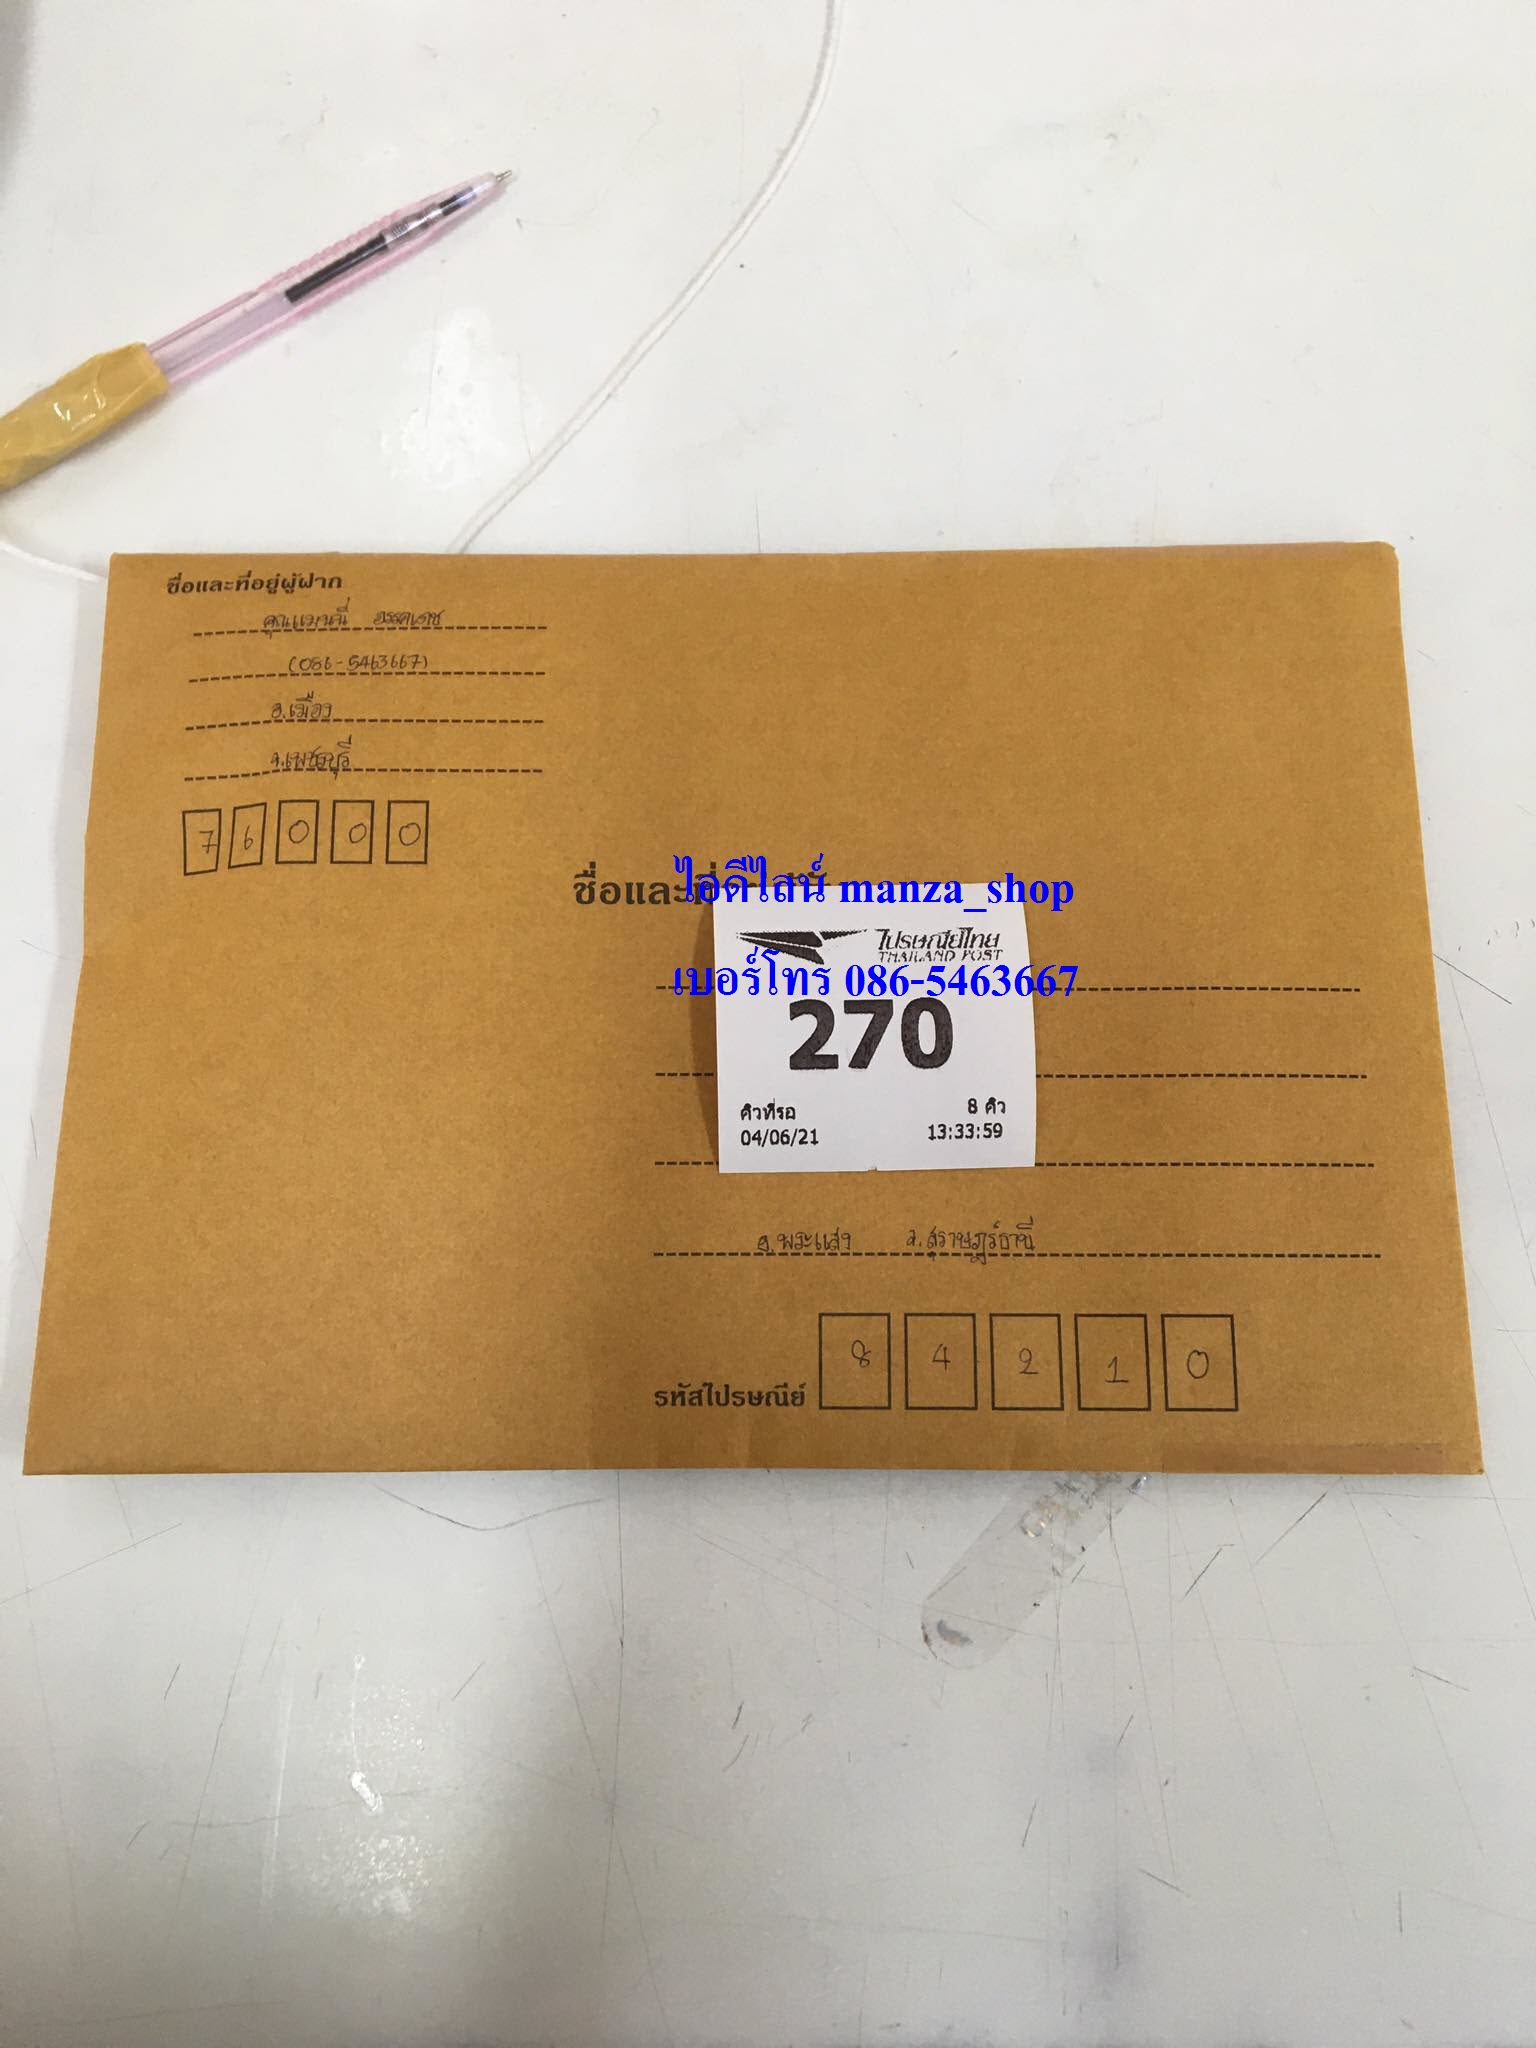 ชื่อและที่อยู่ผู้ฝาก
คุณแมนนี่ อรรคเดช
(086-5463667)
อ.เมือง
จ.เพชรบุรี
76000
ชื่อและที่
ไอดีไลน์ manza_shop
ไปรษณีย์ไทย
THAILAND POST
เบอร์โทร 086-5463667
270
คิวที่รอ 8 คิว
04/06/21 13:33:59
อ.พระแสง จ.สุราษฎร์ธานี
รหัสไปรษณีย์ 84210